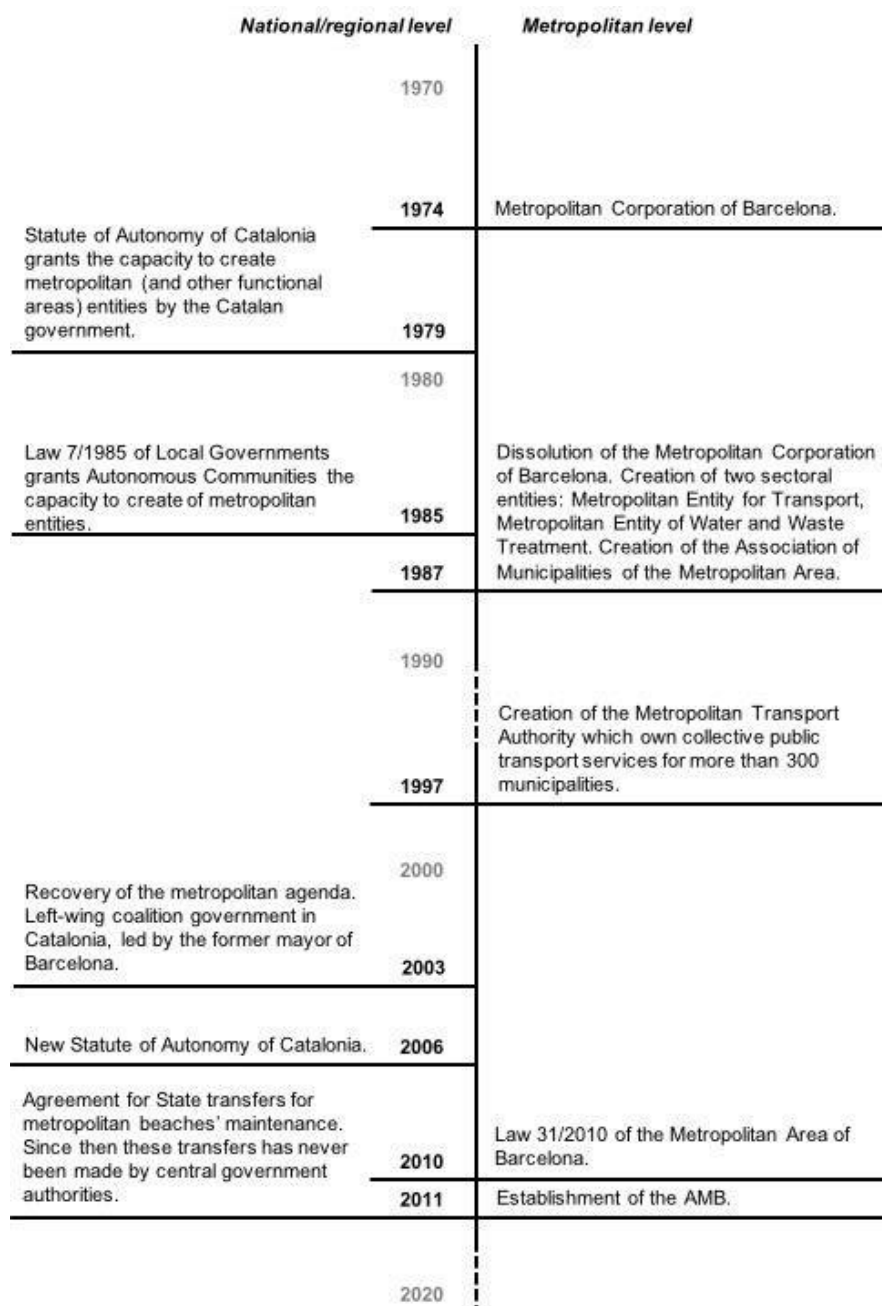 National/regional level
Metropolitan level
1970
1974
Metropolitan Corporation of Barcelona.
Statute of Autonomy of Catalonia
grants the capacity to create
metropolitan (and other functional
areas) entities by the Catalan
government.
1979
1980
Law 7/1985 of Local Governments
grants Autonomous Communities the
capacity to create of metropolitan
entities.
1985
Dissolution of the Metropolitan Corporation
of Barcelona. Creation of two sectoral
entities: Metropolitan Entity for Transport,
Metropolitan Entity of Water and Waste
Treatment. Creation of the Association of
Municipalities of the Metropolitan Area.
1987
1990
Creation of the Metropolitan Transport
Authority which own collective public
transport services for more than 300
municipalities.
1997
2000
Recovery of the metropolitan agenda.
Left-wing coalition government in
Catalonia, led by the former mayor of
Barcelona.
2003
New Statute of Autonomy of Catalonia.
2006
Agreement for State transfers for
metropolitan beaches' maintenance.
Since then these transfers has never
been made by central government
authorities.
2010
Law 31/2010 of the Metropolitan Area of
Barcelona.
2011
Establishment of the AMB.
2020